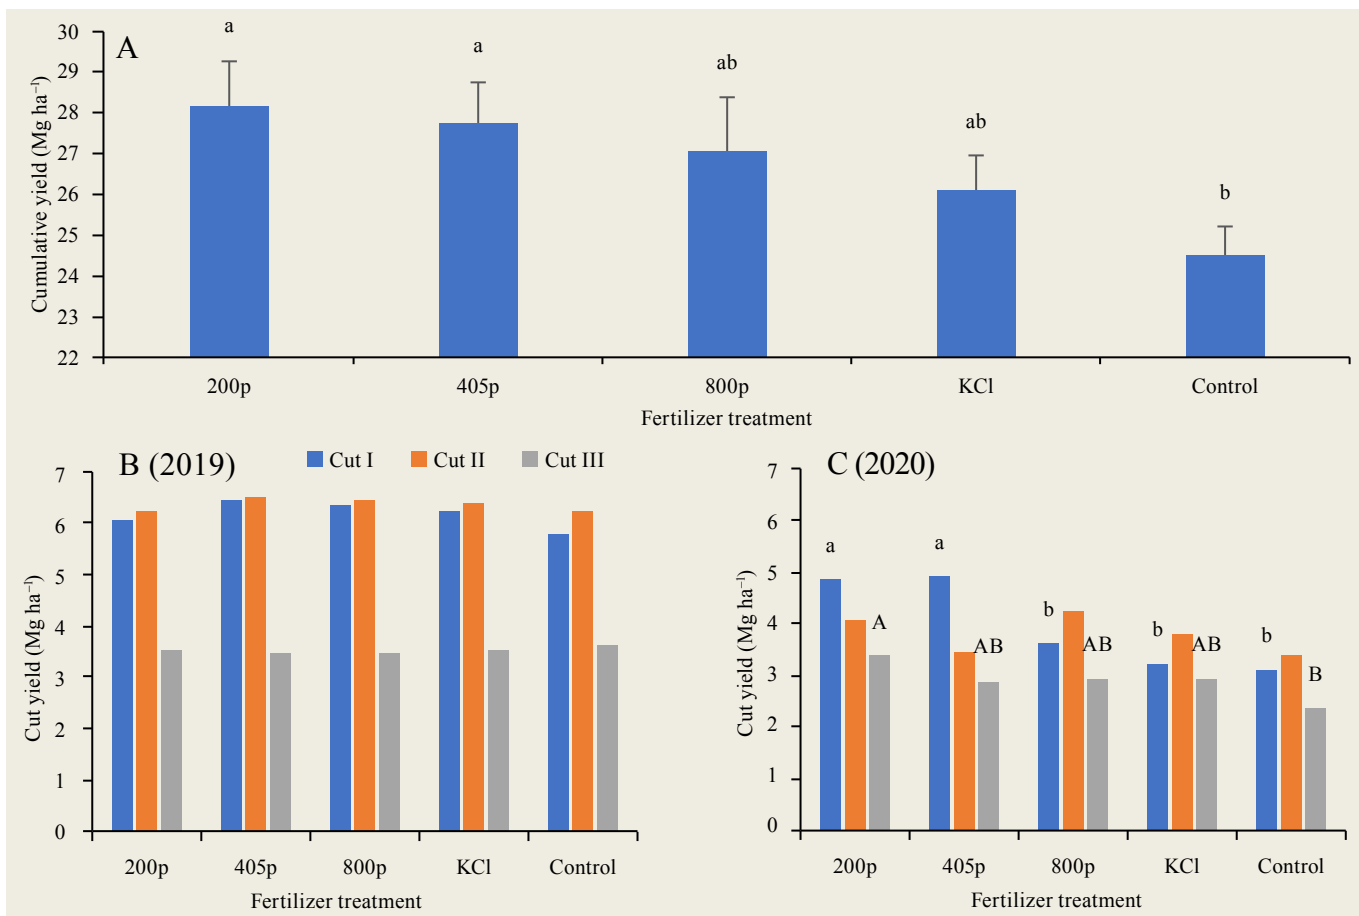 A
30
29
28
27
26
25
24
23
22
Cumulative yield (Mg ha⁻¹)
a
a
ab
ab
b
200p
405p
800p
KCl
Control
Fertilizer treatment
B (2019)
Cut I
Cut II
Cut III
7
6
5
4
3
2
1
0
Cut yield (Mg ha⁻¹)
200p
405p
800p
KCl
Control
Fertilizer treatment
C (2020)
7
6
5
4
3
2
1
0
Cut yield (Mg ha⁻¹)
a
A
a
AB
b
AB
b
AB
b
B
200p
405p
800p
KCl
Control
Fertilizer treatment